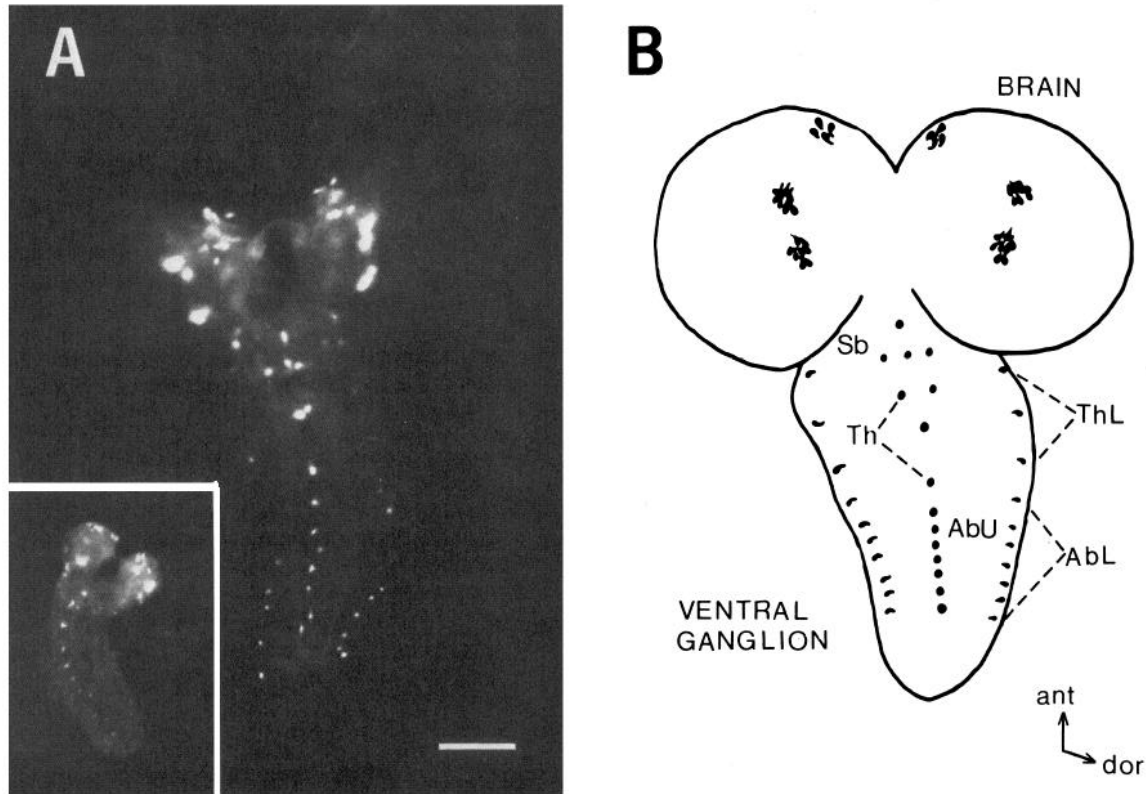 A
B
BRAIN
Sb
Th
ThL
AbU
AbL
VENTRAL
GANGLION
ant
dor